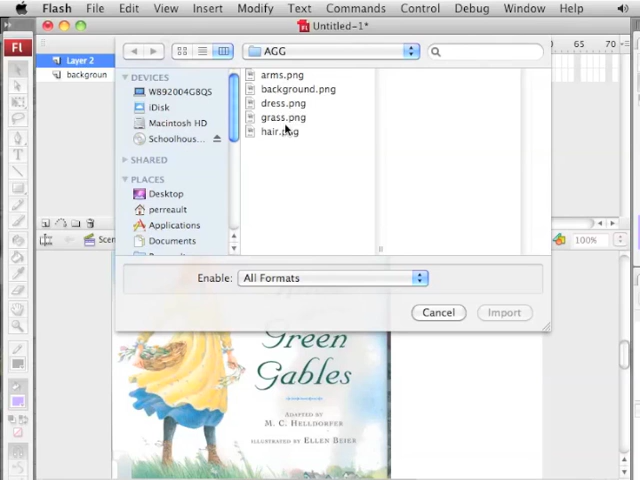 Flash File Edit View Insert Modify Text Commands Control Debug Window Help
Untitled-1*
Fl
Layer 2
backgroun
AGG
65 70
DEVICES
W892004G8QS
iDisk
Macintosh HD
Schoolhous...
SHARED
PLACES
Desktop
perreault
Applications
Documents
arms.png
background.png
dress.png
grass.png
hair.png
Scen
100%
Enable: All Formats
Cancel Import
Green
Gables
ADAPTED BY
M. C. HELLDORFER
ILLUSTRATED BY ELLEN BEIER